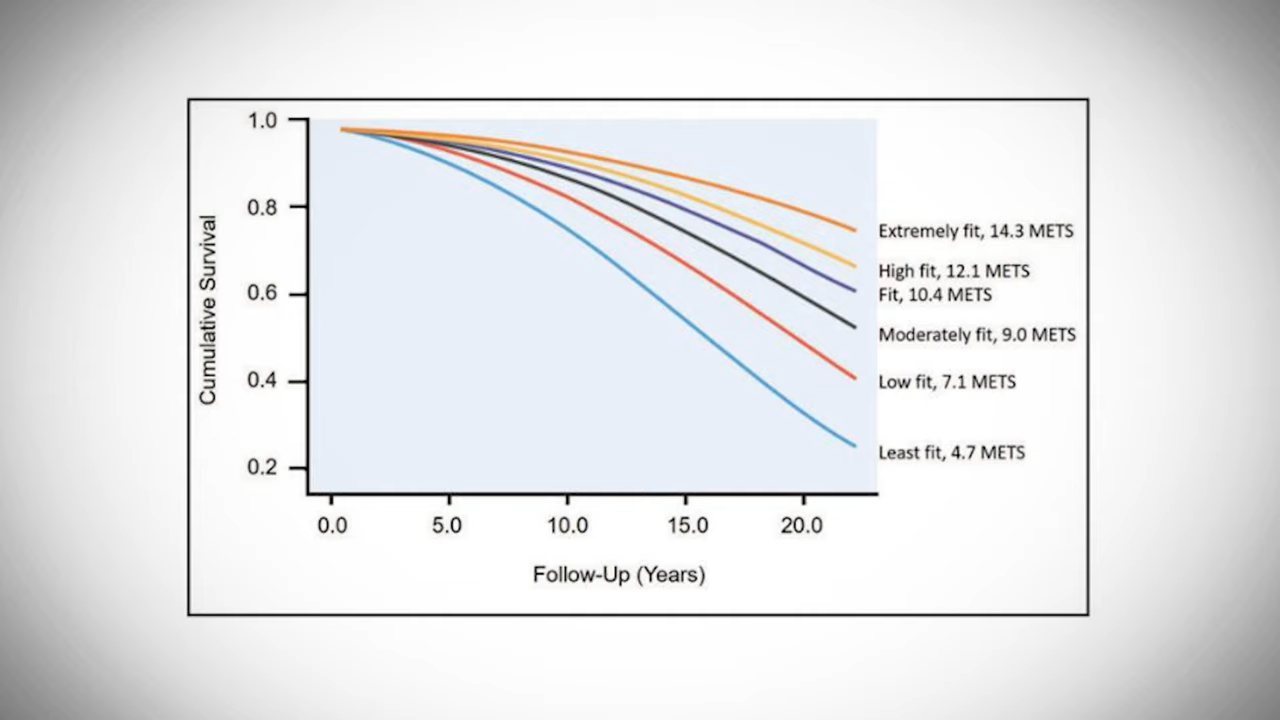 1.0
0.8
0.6
0.4
0.2
Cumulative Survival
0.0 5.0 10.0 15.0 20.0
Follow-Up (Years)
Extremely fit, 14.3 METS
High fit, 12.1 METS
Fit, 10.4 METS
Moderately fit, 9.0 METS
Low fit, 7.1 METS
Least fit, 4.7 METS